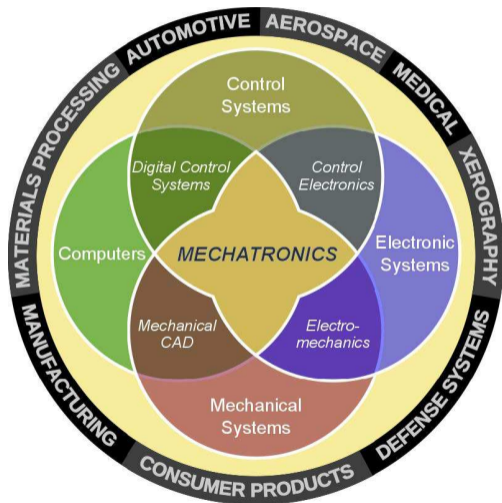 AUTOMOTIVE
AEROSPACE
MEDICAL
XEROGRAPHY
DEFENSE SYSTEMS
CONSUMER PRODUCTS
MANUFACTURING
MATERIALS PROCESSING
Control
Systems
Digital Control
Systems
Control
Electronics
Computers
MECHATRONICS
Electronic
Systems
Mechanical
CAD
Electro-
mechanics
Mechanical
Systems